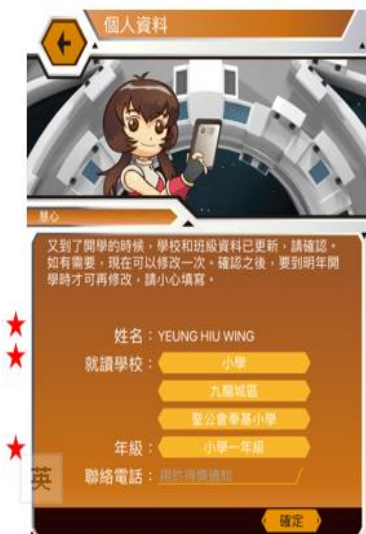 個人資料
慧心
又到了開學的時候，學校和班級資料已更新，請確認。
如有需要，現在可以修改一次。確認之後，要到明年開
學時才可再修改，請小心填寫。
姓名：YEUNG HIU WING
就讀學校：小學
九龍城區
聖公會奉基小學
年級：小學一年級
英
聯絡電話：用於得獎通知
確定